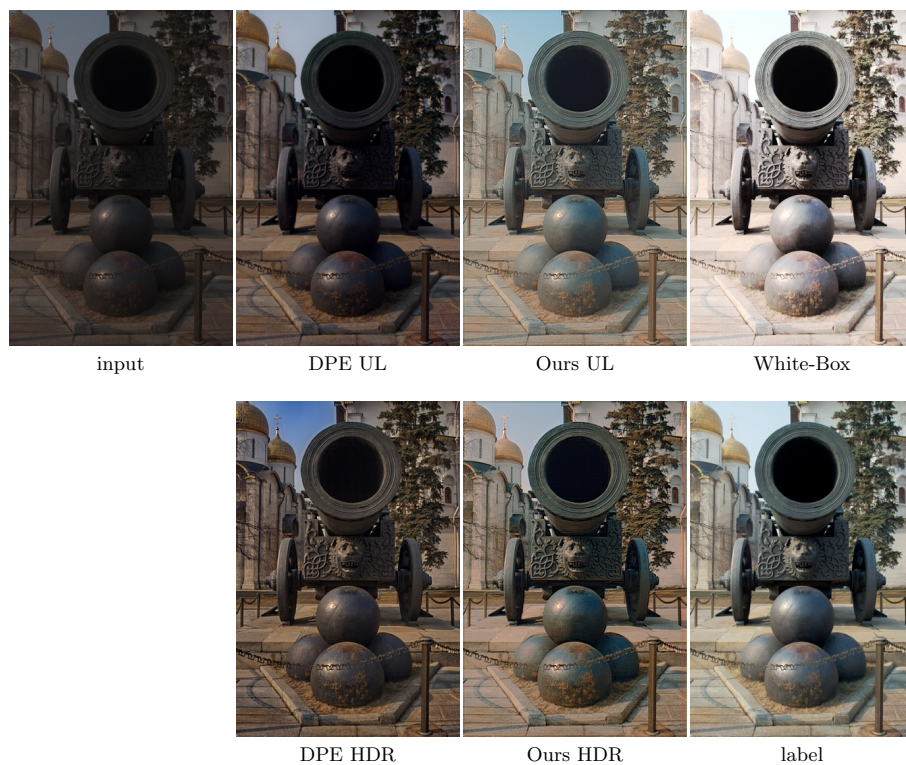 input
DPE UL
Ours UL
White-Box
DPE HDR
Ours HDR
label